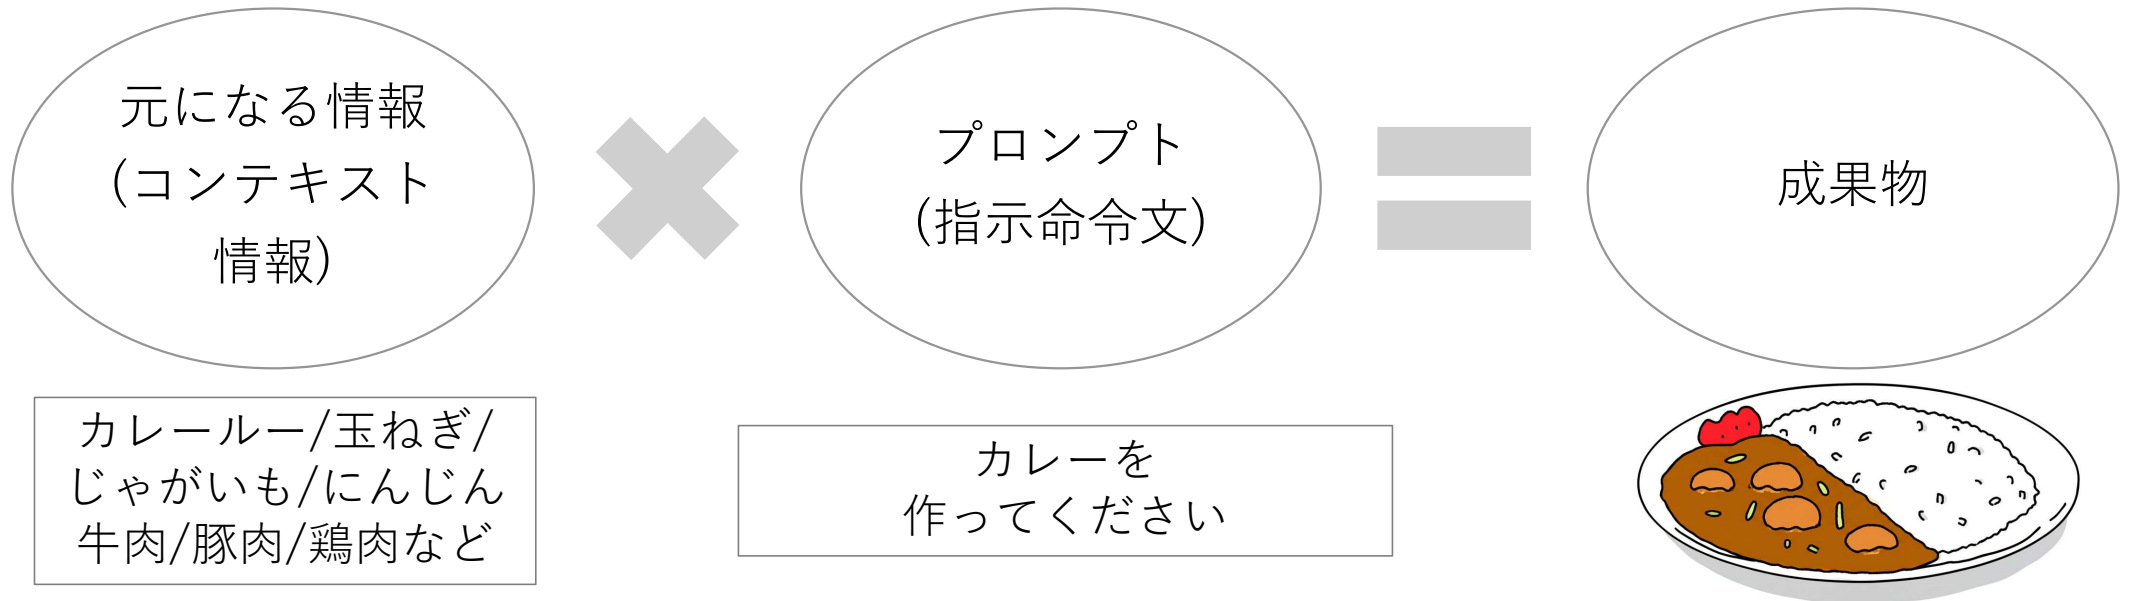 元になる情報
(コンテキスト
情報)
プロンプト
(指示命令文)
成果物
カレールー/玉ねぎ/
じゃがいも/にんじん
牛肉/豚肉/鶏肉など
カレーを
作ってください